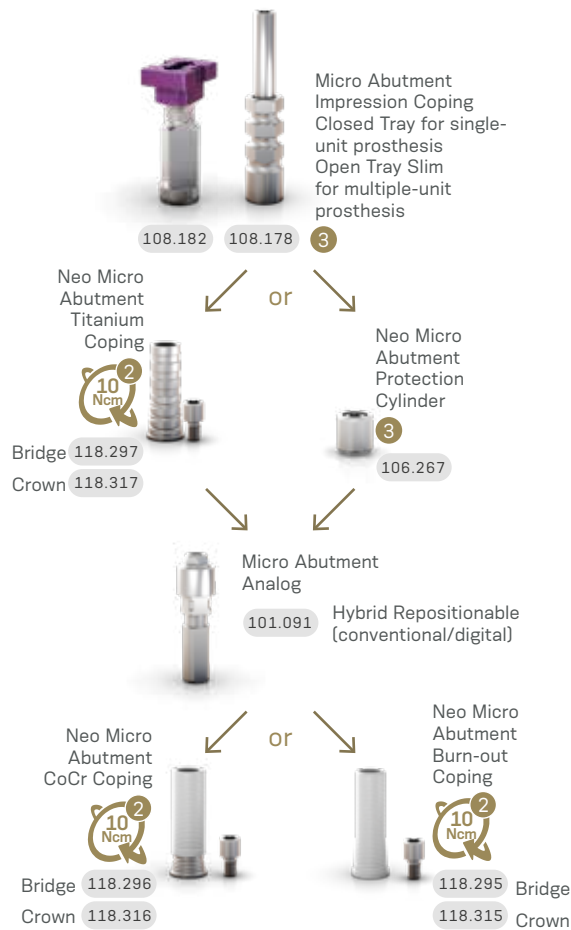 Micro Abutment
Impression Coping
Closed Tray for single-
unit prosthesis
Open Tray Slim
for multiple-unit
prosthesis
108.182 108.178 3
or
Neo Micro
Abutment
Titanium
Coping
2
10
Ncm
Bridge 118.297
Crown 118.317
Neo Micro
Abutment
Protection
Cylinder
3
106.267
Micro Abutment
Analog
101.091
Hybrid Repositionable
(conventional/digital)
or
Neo Micro
Abutment
CoCr Coping
2
10
Ncm
Bridge 118.296
Crown 118.316
Neo Micro
Abutment
Burn-out
Coping
2
10
Ncm
118.295 Bridge
118.315 Crown